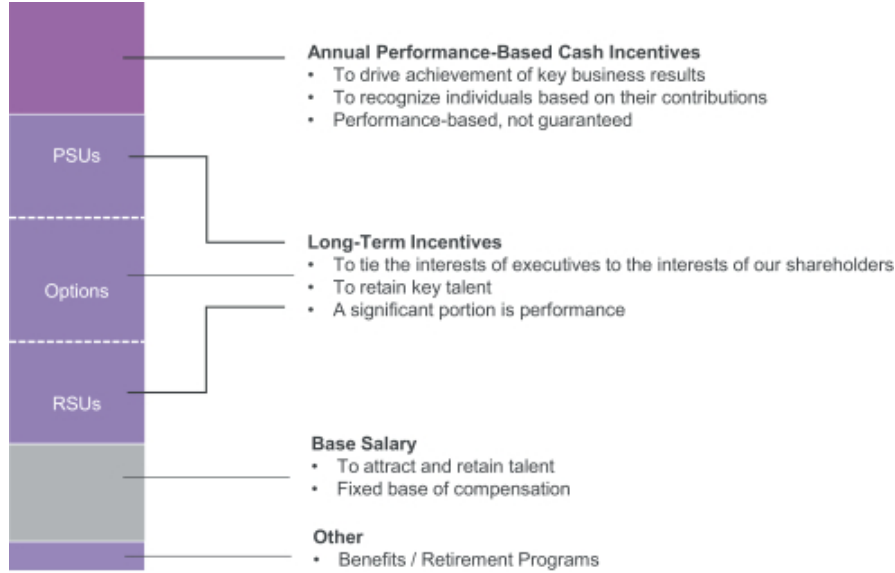 Annual Performance-Based Cash Incentives
• To drive achievement of key business results
• To recognize individuals based on their contributions
• Performance-based, not guaranteed
PSUs
Long-Term Incentives
• To tie the interests of executives to the interests of our shareholders
• To retain key talent
• A significant portion is performance
Options
RSUs
Base Salary
• To attract and retain talent
• Fixed base of compensation
Other
• Benefits / Retirement Programs